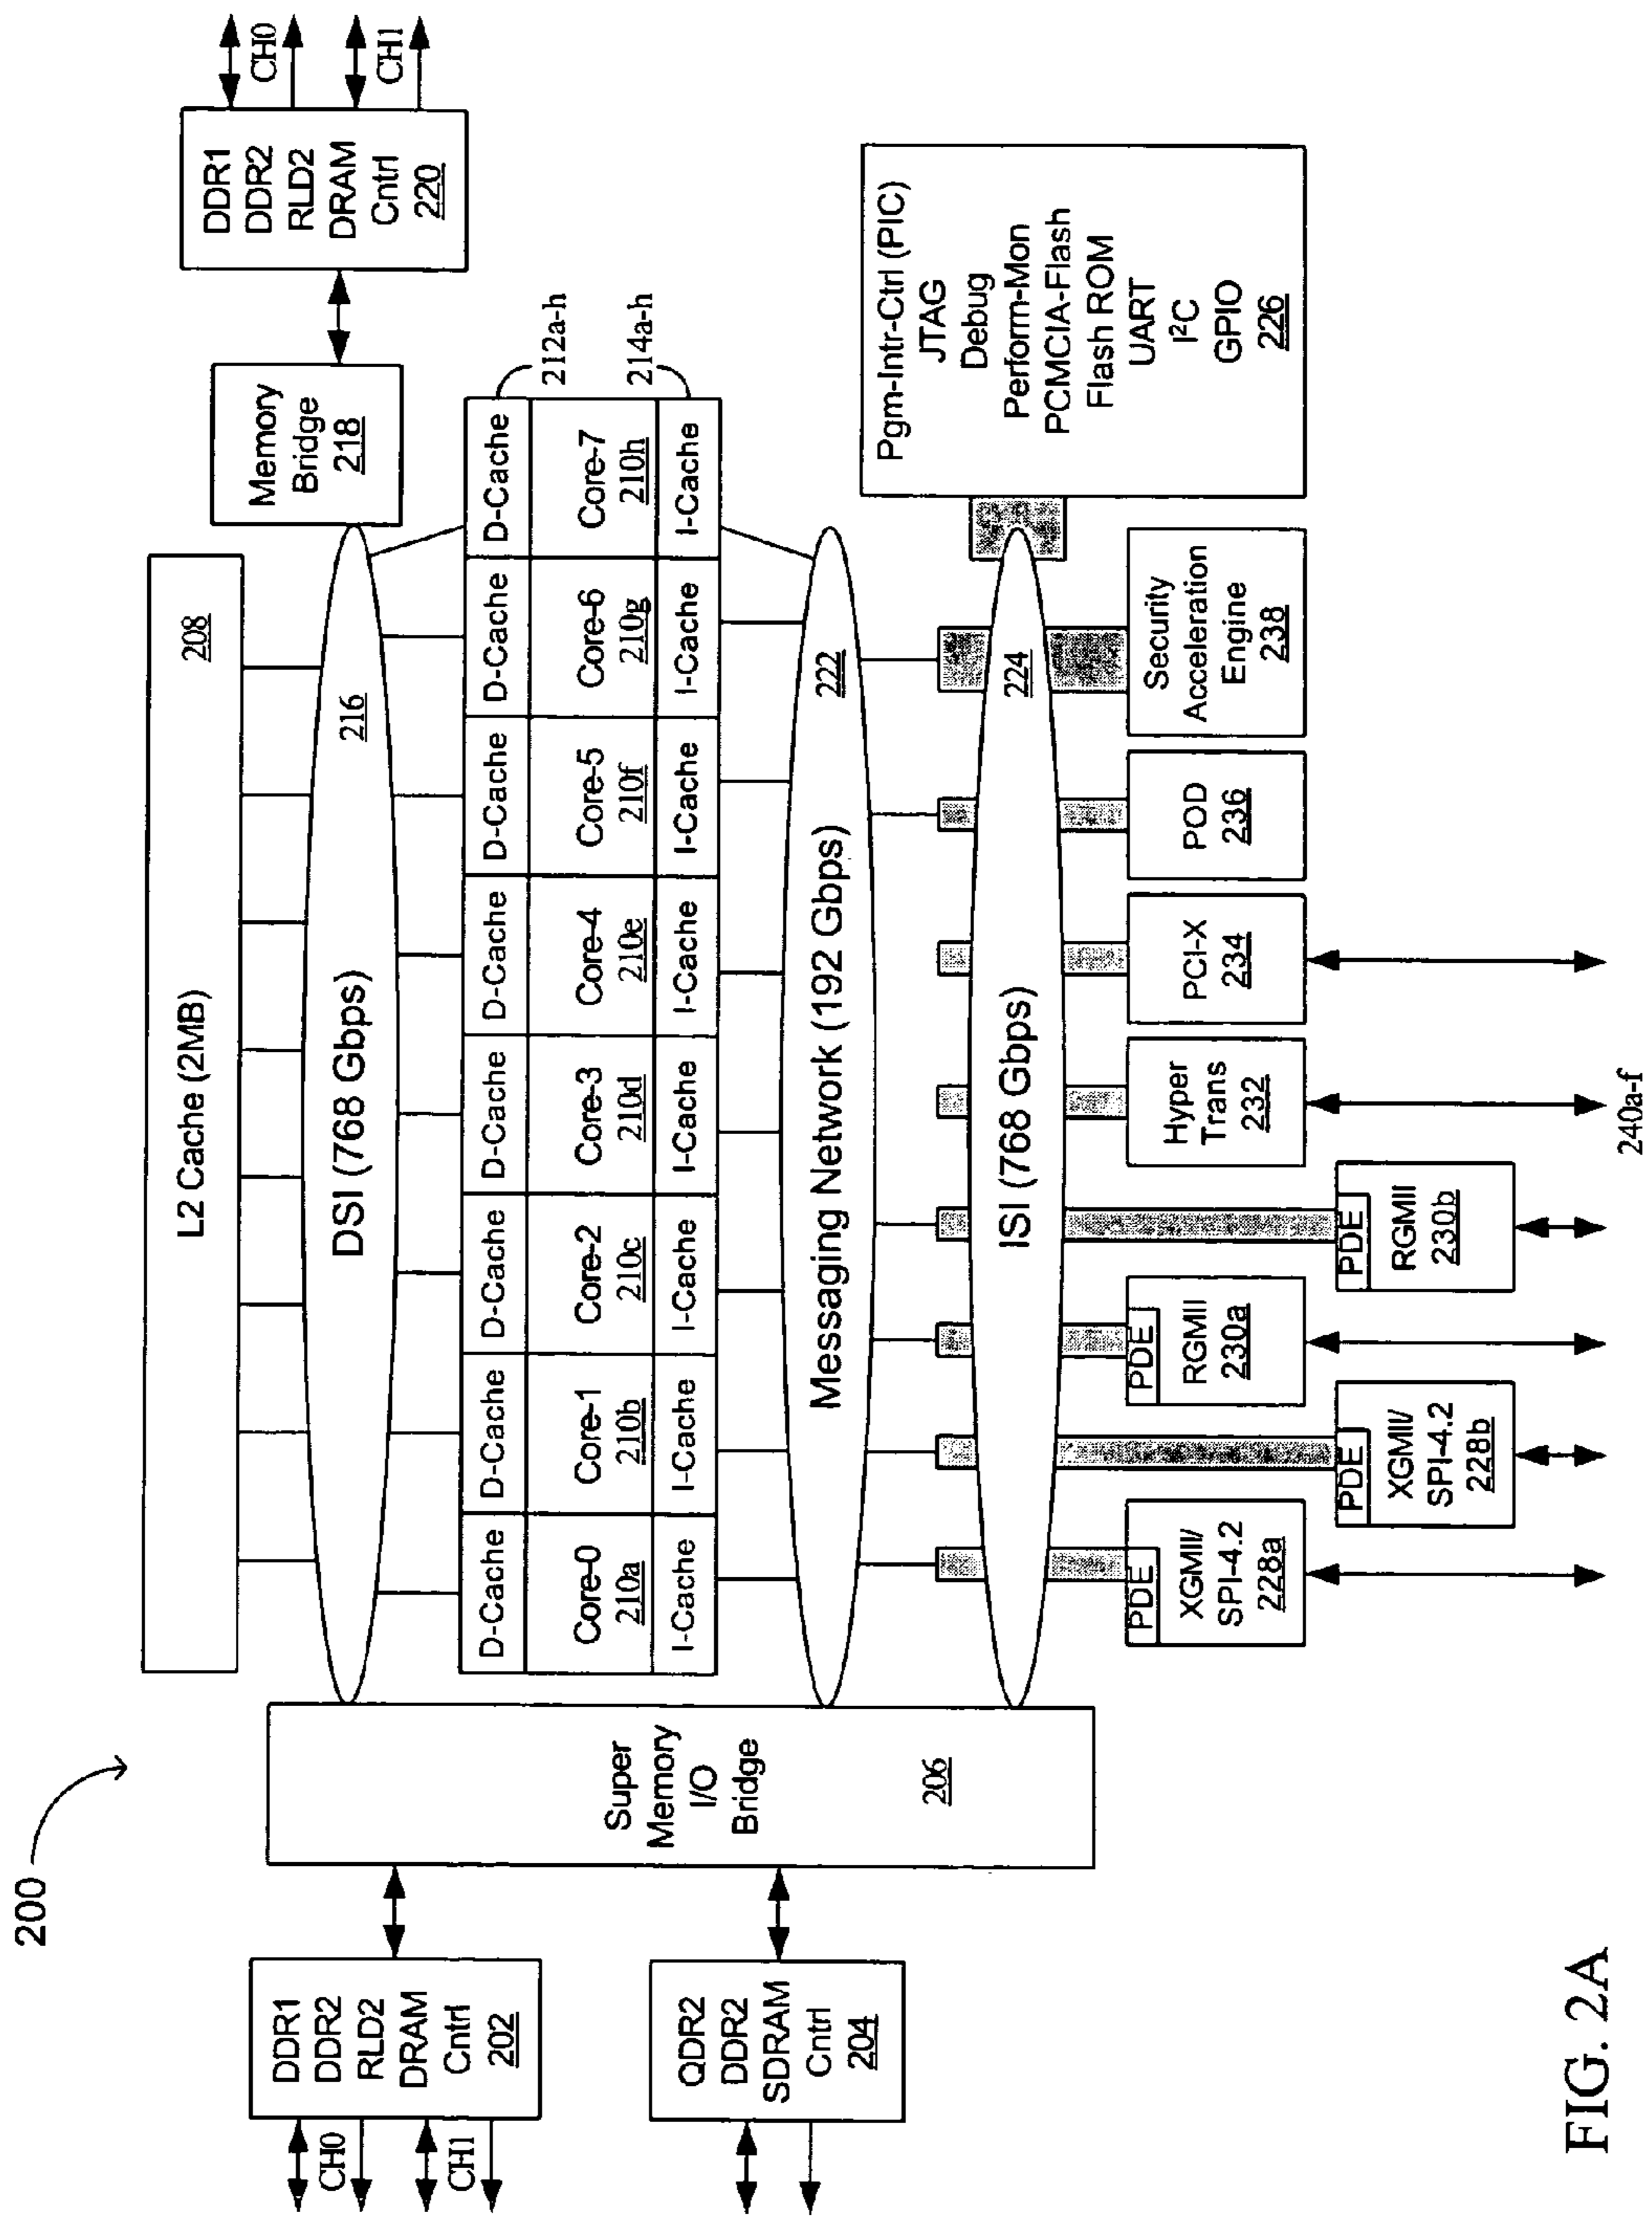 200
L2 Cache (2MB)
208
DSI (768 Gbps)
216
Memory
Bridge
218
DDR1
DDR2
RLD2
DRAM
Cntrl
220
CH0
CH1
DDR1
DDR2
RLD2
DRAM
Cntrl
202
CH0
CH1
QDR2
DDR2
SDRAM
Cntrl
204
Super
Memory
I/O
Bridge
206
D-Cache D-Cache D-Cache D-Cache D-Cache D-Cache D-Cache D-Cache
212a-h
Core-0 Core-1 Core-2 Core-3 Core-4 Core-5 Core-6 Core-7
210a 210b 210c 210d 210e 210f 210g 210h
I-Cache I-Cache I-Cache I-Cache I-Cache I-Cache I-Cache I-Cache
214a-h
Messaging Network (192 Gbps)
222
ISI (768 Gbps)
224
Pgm-Intr-Ctrl (PIC)
JTAG
Debug
Perform-Mon
PCMCIA-Flash
Flash ROM
UART
I²C
GPIO
226
PDE
XGMII/
SPI-4.2
228a
PDE
XGMII/
SPI-4.2
228b
PDE
RGMII
230a
PDE
RGMII
230b
Hyper
Trans
232
PCI-X
234
POD
236
Security
Acceleration
Engine
238
240a-f
FIG. 2A